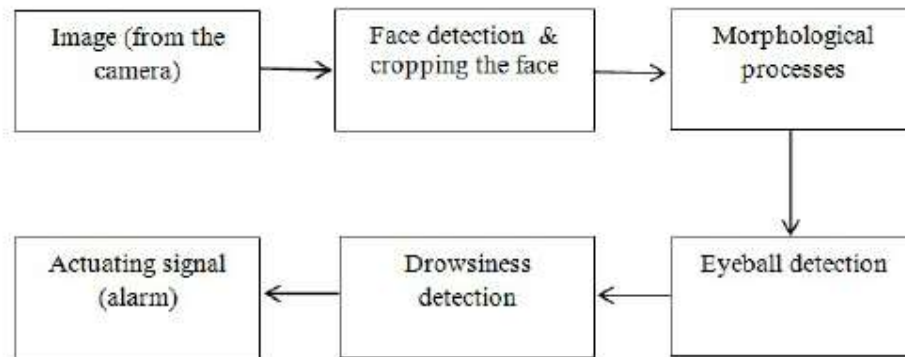 Image (from the
camera)
Face detection & 
cropping the face
Morphological
processes
Eyeball detection
Drowsiness
detection
Actuating signal
(alarm)